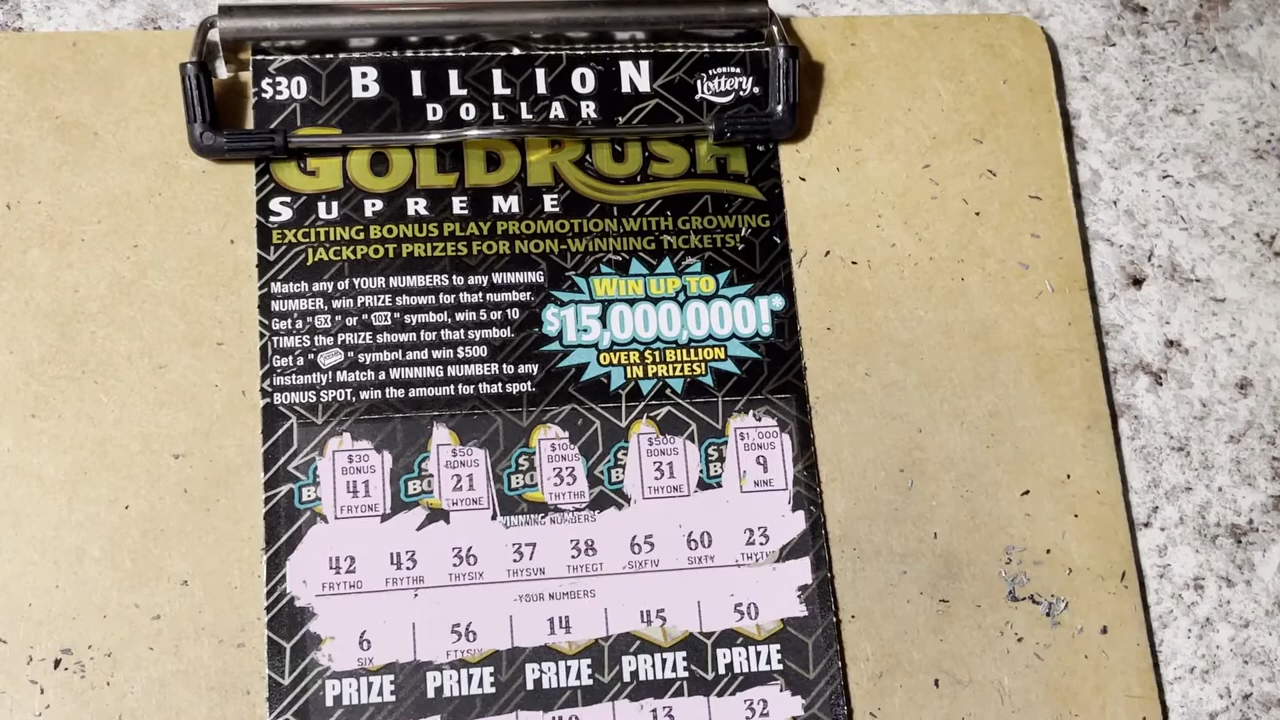 $30 BILLION FLORIDA Lottery.
DOLLAR
GOLDRUSH
SUPREME
EXCITING BONUS PLAY PROMOTION WITH GROWING
JACKPOT PRIZES FOR NON-WINNING TICKETS!
Match any of YOUR NUMBERS to any WINNING
NUMBER, win PRIZE shown for that number.
Get a "5X" or "10X" symbol, win 5 or 10
TIMES the PRIZE shown for that symbol.
Get a " " symbol and win $500
instantly! Match a WINNING NUMBER to any
BONUS SPOT, win the amount for that spot.
WIN UP TO
$15,000,000!*
OVER $1 BILLION
IN PRIZES!
$30 $50 $100 $500 $1,000
BONUS BONUS BONUS BONUS BONUS
41 21 33 31 9
FRYONE TWYONE THYTHR THYONE NINE
WINNING NUMBERS
42 43 36 37 38 65 60 23
FRYTWO FRYTHR THYSIX THYSVN THYEGT SIXFIV SIXTY
YOUR NUMBERS
6 56 14 45 50
SIX FTYSIX
PRIZE PRIZE PRIZE PRIZE PRIZE
13 32